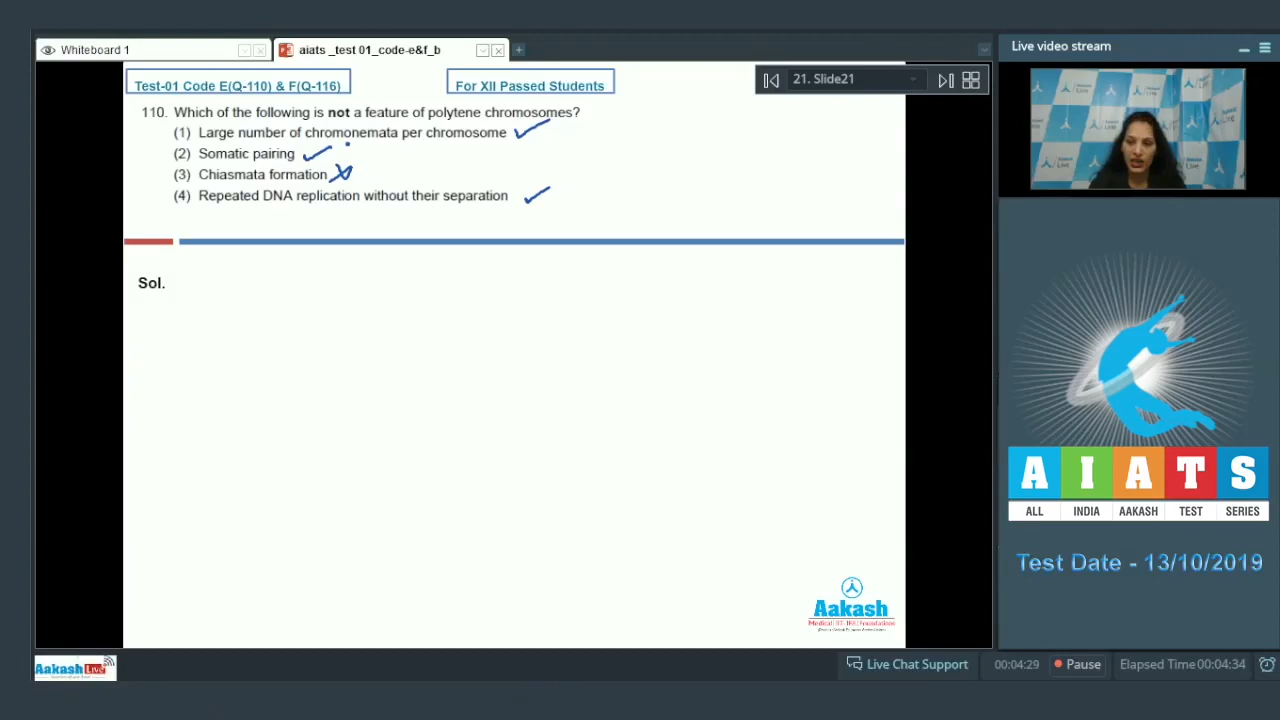 Whiteboard 1
aiats _test 01_code-e&f_b
Live video stream
21. Slide21
Test-01 Code E(Q-110) & F(Q-116)
For XII Passed Students
110. Which of the following is not a feature of polytene chromosomes?
(1) Large number of chromonemata per chromosome
(2) Somatic pairing
(3) Chiasmata formation
(4) Repeated DNA replication without their separation
Sol.
A I A T S
ALL INDIA AAKASH TEST SERIES
Test Date - 13/10/2019
Aakash
Medical | IIT-JEE | Foundations
Aakash Live
Live Chat Support
00:04:29
Pause
Elapsed Time 00:04:34